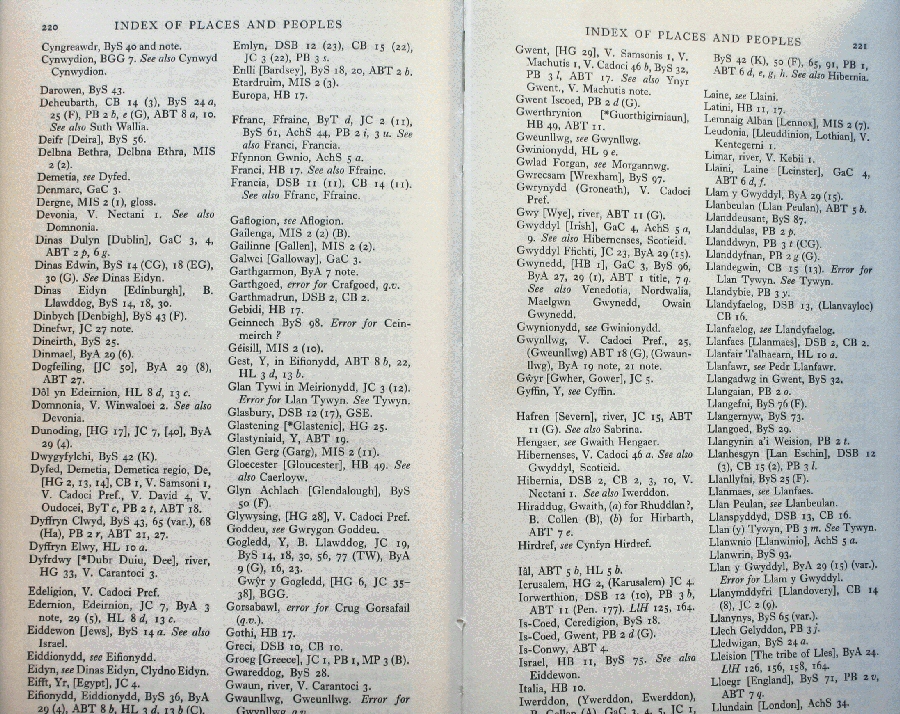 220
INDEX OF PLACES AND PEOPLES
Cyngreawdr, ByS 40 and note.
Cynwydion, BGG 7. See also Cynwyd
Cynwydion.
Darowen, ByS 43.
Deheubarth, CB 14 (3), ByS 24 a,
25 (F), PB 2 b, e (G), ABT 8 a, 10.
See also Suth Wallia.
Deifr [Deira], ByS 56.
Delbna Bethra, Delbna Ethra, MIS
2 (2).
Demetia, see Dyfed.
Denmarc, GaC 3.
Dergne, MIS 2 (1), gloss.
Devonia, V. Nectani 1. See also
Domnonia.
Dinas Dulyn [Dublin], GaC 3, 4,
ABT 2 p, 6 g.
Dinas Edwin, ByS 14 (CG), 18 (EG),
30 (G). See Dinas Eidyn.
Dinas Eidyn [Edinburgh], B.
Llawddog, ByS 14, 18, 30.
Dinbych [Denbigh], ByS 43 (F).
Dinefwr, JC 27 note.
Dineirth, ByS 25.
Dinmael, ByA 29 (6).
Dogfeiling, [JC 50], ByA 29 (8),
ABT 27.
Dôl yn Edeirnion, HL 8 d, 13 c.
Domnonia, V. Winwaloei 2. See also
Devonia.
Dunoding, [HG 17], JC 7, [40], ByA
29 (4).
Dwygyfylchi, ByS 42 (K).
Dyfed, Demetia, Demetica regio, De,
[HG 2, 13, 14], CB 1, V. Samsoni 1,
V. Cadoci Pref., V. David 4, V.
Oudocei, ByT c, PB 2 t, ABT 18.
Dyffryn Clwyd, ByS 43, 65 (var.), 68
(Ha), PB 2 r, ABT 21, 27.
Dyffryn Elwy, HL 10 a.
Dyfrdwy [*Dubr Duiu, Dee], river,
HG 33, V. Carantoci 3.
Edeligion, V. Cadoci Pref.
Edernion, Edeirnion, JC 7, ByA 3
note, 29 (5), HL 8 d, 13 c.
Eiddewon [Jews], ByS 14 a. See also
Israel.
Eiddionydd, see Eifionydd.
Eidyn, see Dinas Eidyn, Clydno Eidyn.
Eifft, Yr, [Egypt], JC 4.
Eifionydd, Eiddionydd, ByS 36, ByA
29 (4), ABT 8 b, HL 3 d, 13 b (C).
Emlyn, DSB 12 (23), CB 15 (22),
JC 3 (22), PB 3 s.
Enlli [Bardsey], ByS 18, 20, ABT 2 b.
Etardruim, MIS 2 (3).
Europa, HB 17.
Ffranc, Ffrainc, ByT d, JC 2 (11),
ByS 61, AchS 44, PB 2 i, 3 u. See
also Franci, Francia.
Ffynnon Gwnio, AchS 5 a.
Franci, HB 17. See also Ffrainc.
Francia, DSB 11 (11), CB 14 (11).
See also Ffranc, Ffrainc.
Gaflogion, see Aflogion.
Gailenga, MIS 2 (2) (B).
Gailinne [Gallen], MIS 2 (2).
Galwei [Galloway], GaC 3.
Garthgarmon, ByA 7 note.
Garthgoed, error for Crafgoed, q.v.
Garthmadrun, DSB 2, CB 2.
Gebidi, HB 17.
Geinnech ByS 98. Error for Cein-
meirch ?
Géisill, MIS 2 (10).
Gest, Y, in Eifionydd, ABT 8 b, 22,
HL 3 d, 13 b.
Glan Tywi in Meirionydd, JC 3 (12).
Error for Llan Tywyn. See Tywyn.
Glasbury, DSB 12 (17), GSE.
Glastening [*Glastenic], HG 25.
Glastyniaid, Y, ABT 19.
Glen Gerg (Garg), MIS 2 (11).
Gloecester [Gloucester], HB 49. See
also Caerloyw.
Glyn Achlach [Glendalough], ByS
50 (F).
Glywysing, [HG 28], V. Cadoci Pref.
Goddeu, see Gwrygon Goddeu.
Gogledd, Y, B. Llawddog, JC 19,
ByS 14, 18, 30, 56, 77 (TW), ByA
9 (G), 16, 23.
Gwŷr y Gogledd, [HG 6, JC 35-
38], BGG.
Gorsabawl, error for Crug Gorsafail
(q.v.).
Gothi, HB 17.
Greci, DSB 10, CB 10.
Groeg [Greece], JC 1, PB 1, MP 3 (B).
Gwareddog, ByS 28.
Gwaun, river, V. Carantoci 3.
Gwaunllwg, Gweunllwg. Error for
Gwynllwg, q.v.
INDEX OF PLACES AND PEOPLES
221
Gwent, [HG 29], V. Samsonis 1, V.
Machutis 1, V. Cadoci 46 b, ByS 32,
PB 3 l, ABT 17. See also Ynyr
Gwent., V. Machutis note.
Gwent Iscoed, PB 2 d (G).
Gwerthrynion [*Guorthigirniaun],
HB 49, ABT 11.
Gweunllwg, see Gwynllwg.
Gwinionydd, HL 9 e.
Gwlad Forgan, see Morgannwg.
Gwrecsam [Wrexham], ByS 97.
Gwrynydd (Groneath), V. Cadoci
Pref.
Gwy [Wye], river, ABT 11 (G).
Gwyddyl [Irish], GaC 4, AchS 5 a,
9. See also Hibernenses, Scotieid.
Gwyddyl Ffichti, JC 23, ByA 29 (15).
Gwynedd, [HB 1], GaC 3, ByS 96,
ByA 27, 29 (1), ABT 1 title, 7 q.
See also Venedotia, Nordwalia,
Maelgwn Gwynedd, Owain
Gwynedd.
Gwynionydd, see Gwinionydd.
Gwynllwg, V. Cadoci Pref., 25,
(Gweunllwg) ABT 18 (G), (Gwaun-
llwg), ByA 19 note, 21 note.
Gŵyr [Gwher, Gower], JC 5.
Gyffin, Y, see Cyffin.
Hafren [Severn], river, JC 15, ABT
11 (G). See also Sabrina.
Hengaer, see Gwaith Hengaer.
Hibernenses, V. Cadoci 46 a. See also
Gwyddyl, Scotieid.
Hibernia, DSB 2, CB 2, 3, 10, V.
Nectani 1. See also Iwerddon.
Hiraddug, Gwaith, (a) for Rhuddlan?,
B. Collen (B), (b) for Hirbarth,
ABT 7 e.
Hirdref, see Cynfyn Hirdref.
Iâl, ABT 5 b, HL 5 b.
Ierusalem, HG 2, (Karusalem) JC 4.
Iorwerthion, DSB 12 (10), PB 3 b,
ABT 11 (Pen. 177). LlH 125, 164.
Is-Coed, Ceredigion, ByS 18.
Is-Coed, Gwent, PB 2 d (G).
Is-Conwy, ABT 4.
Israel, HB 11, ByS 75. See also
Eiddewon.
Italia, HB 10.
Iwerddon, (Ywerddon, Ewerddon),
B. Collen (A), GaC 3, 4, 5, JC 1,
ByS 42 (K), 50 (F), 65, 91, PB 1,
ABT 6 d, e, g, h. See also Hibernia.
Laine, see Llaini.
Latini, HB 11, 17.
Lemnaig Alban [Lennox], MIS 2 (7).
Leudonia, [Lleuddinion, Lothian], V.
Kentegerni 1.
Limar, river, V. Kebii 1.
Llaini, Laine [Leinster], GaC 4,
ABT 6 d, f.
Llam y Gwyddyl, ByA 29 (15).
Llanbeulan (Llan Peulan), ABT 5 b.
Llanddeusant, ByS 87.
Llanddulas, PB 2 p.
Llanddwyn, PB 3 t (CG).
Llanddyfnan, PB 2 g (G).
Llandegwin, CB 15 (13). Error for
Llan Tywyn. See Tywyn.
Llandybie, PB 3 y.
Llandyfaelog, DSB 13, (Llanvayloc)
CB 16.
Llanfaelog, see Llandyfaelog.
Llanfaes [Llanmaes], DSB 2, CB 2.
Llanfair Talhaearn, HL 10 a.
Llanfawr, see Pedr Llanfawr.
Llangadwg in Gwent, ByS 32.
Llangaian, PB 2 o.
Llangefni, ByS 76 (F).
Llangernyw, ByS 73.
Llangoed, ByS 29.
Llangynin a'i Weision, PB 2 t.
Llanhesgyn [Lan Eschin], DSB 12
(3), CB 15 (2), PB 3 l.
Llanllyfni, ByS 25 (F).
Llanmaes, see Llanfaes.
Llan Peulan, see Llanbeulan.
Llanspyddyd, DSB 13, CB 16.
Llan (y) Tywyn, PB 3 m. See Tywyn.
Llanwnio [Llanwinio], AchS 5 a.
Llanwrin, ByS 93.
Llan y Gwyddyl, ByA 29 (15) (var.).
Error for Llam y Gwyddyl.
Llanymddyfri [Llandovery], CB 14
(8), JC 2 (9).
Llanynys, ByS 65 (var.).
Llech Gelyddon, PB 3 j.
Lledwigan, ByS 24 a.
Lleision [The tribe of Lles], ByA 24.
LlH 126, 156, 158, 164.
Lloegr [England], ByS 71, PB 2 v,
ABT 7 q.
Llundain [London], AchS 34.